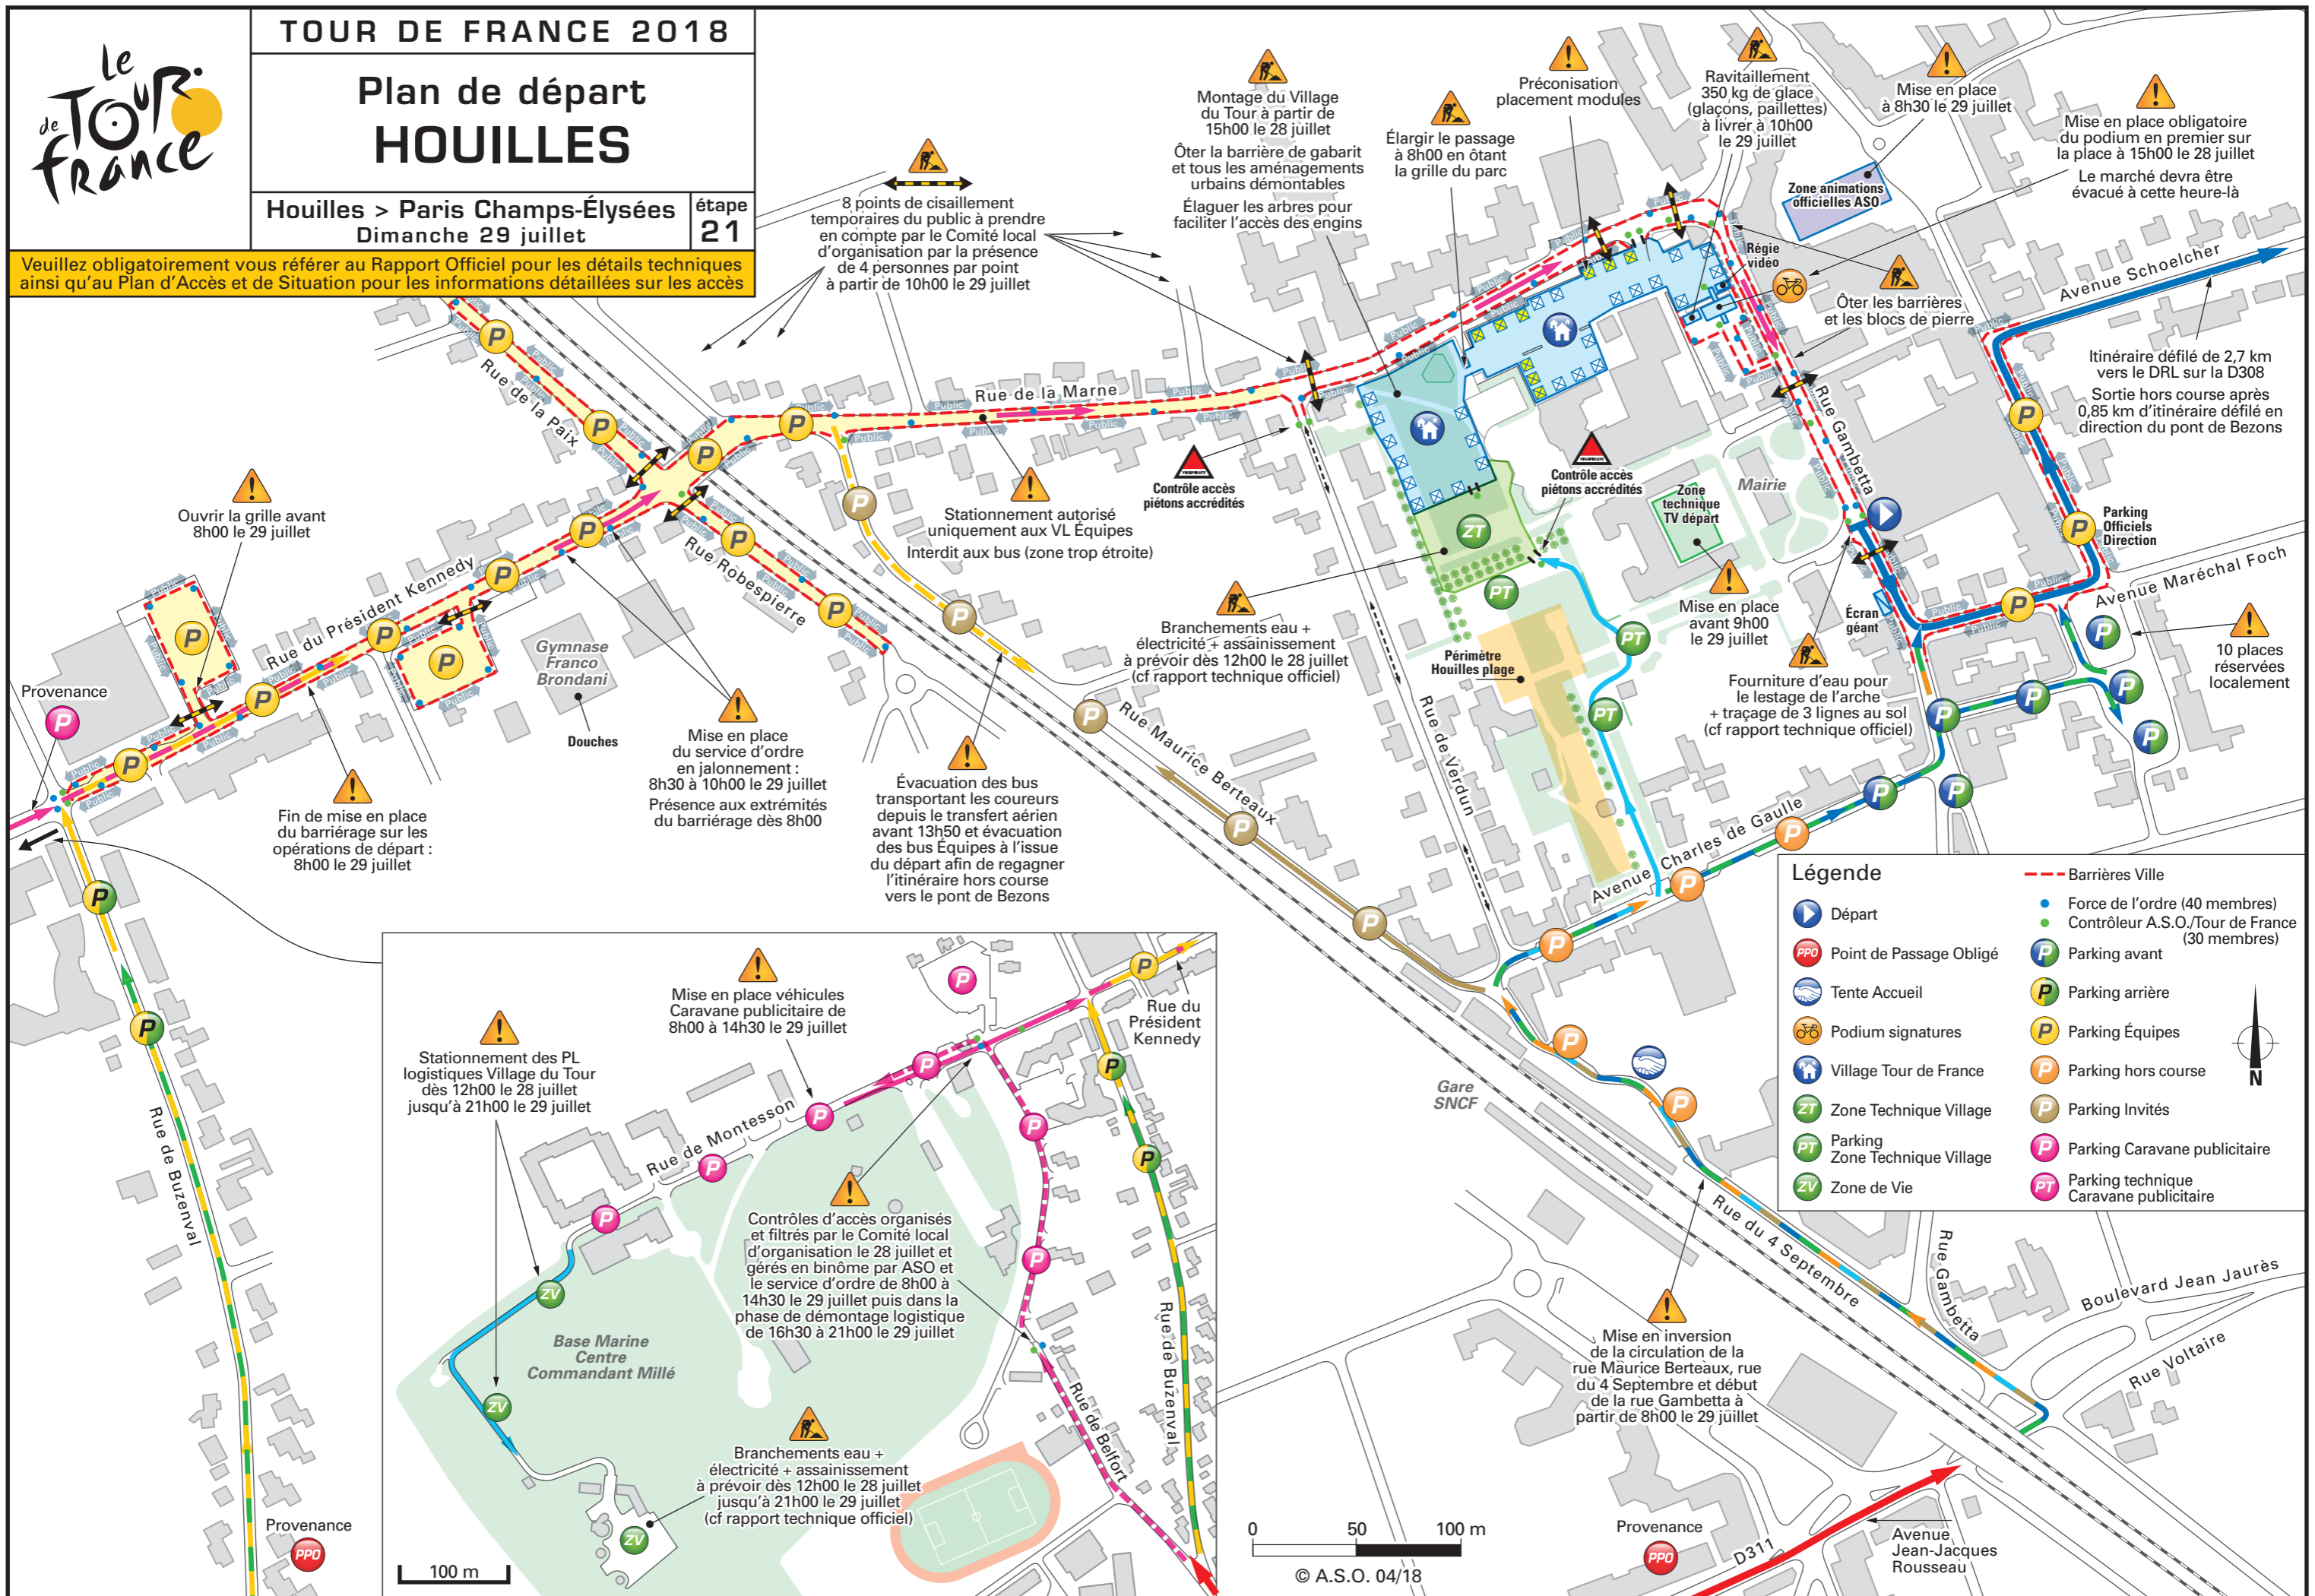 Le
TOUR
de
france
TOUR DE FRANCE 2018
Plan de départ
HOUILLES
Houilles > Paris Champs-Élysées
Dimanche 29 juillet
étape
21
Veuillez obligatoirement vous référer au Rapport Officiel pour les détails techniques
ainsi qu'au Plan d'Accès et de Situation pour les informations détaillées sur les accès
8 points de cisaillement
temporaires du public à prendre
en compte par le Comité local
d'organisation par la présence
de 4 personnes par point
à partir de 10h00 le 29 juillet
Montage du Village
du Tour à partir de
15h00 le 28 juillet
Ôter la barrière de gabarit
et tous les aménagements
urbains démontables
Élaguer les arbres pour
faciliter l'accès des engins
Élargir le passage
à 8h00 en ôtant
la grille du parc
Préconisation
placement modules
Ravitaillement
350 kg de glace
(glaçons, paillettes)
à livrer à 10h00
le 29 juillet
Mise en place
à 8h30 le 29 juillet
Mise en place obligatoire
du podium en premier sur
la place à 15h00 le 28 juillet
Le marché devra être
évacué à cette heure-là
Zone animations
officielles ASO
Régie
vidéo
Ôter les barrières
et les blocs de pierre
Avenue Schoelcher
Itinéraire défilé de 2,7 km
vers le DRL sur la D308
Sortie hors course après
0,85 km d'itinéraire défilé en
direction du pont de Bezons
Rue de la Paix
Rue de la Marne
Public
Rue Gambetta
Contrôle accès
piétons accrédités
Contrôle accès
piétons accrédités
Zone
technique
TV départ
Mairie
Parking
Officiels
Direction
Avenue Maréchal Foch
Ouvrir la grille avant
8h00 le 29 juillet
Stationnement autorisé
uniquement aux VL Équipes
Interdit aux bus (zone trop étroite)
Rue du Président Kennedy
Rue Robespierre
Gymnase
Franco
Brondani
Douches
Branchements eau +
électricité + assainissement
à prévoir dès 12h00 le 28 juillet
(cf rapport technique officiel)
Périmètre
Houilles plage
Mise en place
avant 9h00
le 29 juillet
Écran
géant
10 places
réservées
localement
Fourniture d'eau pour
le lestage de l'arche
+ traçage de 3 lignes au sol
(cf rapport technique officiel)
Provenance
P
Mise en place
du service d'ordre
en jalonnement :
8h30 à 10h00 le 29 juillet
Présence aux extrémités
du barriérage dès 8h00
Fin de mise en place
du barriérage sur les
opérations de départ :
8h00 le 29 juillet
Évacuation des bus
transportant les coureurs
depuis le transfert aérien
avant 13h50 et évacuation
des bus Équipes à l'issue
du départ afin de regagner
l'itinéraire hors course
vers le pont de Bezons
Rue Maurice Berteaux
Rue de Verdun
Avenue Charles de Gaulle
Rue de Buzenval
Mise en place véhicules
Caravane publicitaire de
8h00 à 14h30 le 29 juillet
Rue du
Président
Kennedy
Stationnement des PL
logistiques Village du Tour
dès 12h00 le 28 juillet
jusqu'à 21h00 le 29 juillet
Rue de Montesson
Contrôles d'accès organisés
et filtrés par le Comité local
d'organisation le 28 juillet et
gérés en binôme par ASO et
le service d'ordre de 8h00 à
14h30 le 29 juillet puis dans la
phase de démontage logistique
de 16h30 à 21h00 le 29 juillet
Base Marine
Centre
Commandant Millé
Rue de Buzenval
Rue de Belfort
Branchements eau +
électricité + assainissement
à prévoir dès 12h00 le 28 juillet
jusqu'à 21h00 le 29 juillet
(cf rapport technique officiel)
100 m
Provenance
PPO
Gare
SNCF
Rue du 4 Septembre
Rue Gambetta
Boulevard Jean Jaurès
Rue Voltaire
Mise en inversion
de la circulation de la
rue Maurice Berteaux, rue
du 4 Septembre et début
de la rue Gambetta à
partir de 8h00 le 29 juillet
0 50 100 m
© A.S.O. 04/18
Provenance
PPO
D311
Avenue
Jean-Jacques
Rousseau
Légende
Départ
PPO Point de Passage Obligé
Tente Accueil
Podium signatures
Village Tour de France
ZT Zone Technique Village
PT Parking
Zone Technique Village
ZV Zone de Vie
Barrières Ville
Force de l'ordre (40 membres)
Contrôleur A.S.O./Tour de France
(30 membres)
P Parking avant
P Parking arrière
P Parking Équipes
P Parking hors course
P Parking Invités
P Parking Caravane publicitaire
PT Parking technique
Caravane publicitaire
N